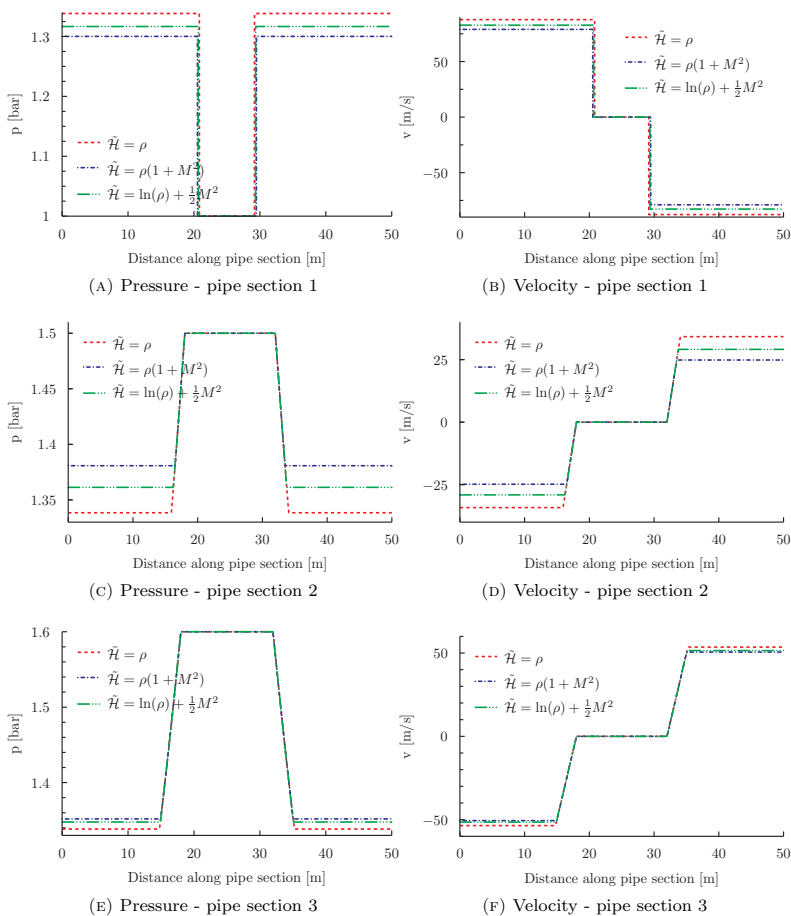 1.3
1.2
1.1
1
p [bar]
H̃ = ρ
H̃ = ρ(1 + M²)
H̃ = ln(ρ) + ½M²
0 10 20 30 40 50
Distance along pipe section [m]
(A) Pressure - pipe section 1
50
0
−50
v [m/s]
H̃ = ρ
H̃ = ρ(1 + M²)
H̃ = ln(ρ) + ½M²
0 10 20 30 40 50
Distance along pipe section [m]
(B) Velocity - pipe section 1
1.5
1.45
1.4
1.35
p [bar]
H̃ = ρ
H̃ = ρ(1 + M²)
H̃ = ln(ρ) + ½M²
0 10 20 30 40 50
Distance along pipe section [m]
(C) Pressure - pipe section 2
25
0
−25
v [m/s]
H̃ = ρ
H̃ = ρ(1 + M²)
H̃ = ln(ρ) + ½M²
0 10 20 30 40 50
Distance along pipe section [m]
(D) Velocity - pipe section 2
1.6
1.5
1.4
p [bar]
H̃ = ρ
H̃ = ρ(1 + M²)
H̃ = ln(ρ) + ½M²
0 10 20 30 40 50
Distance along pipe section [m]
(E) Pressure - pipe section 3
50
0
−50
v [m/s]
H̃ = ρ
H̃ = ρ(1 + M²)
H̃ = ln(ρ) + ½M²
0 10 20 30 40 50
Distance along pipe section [m]
(F) Velocity - pipe section 3